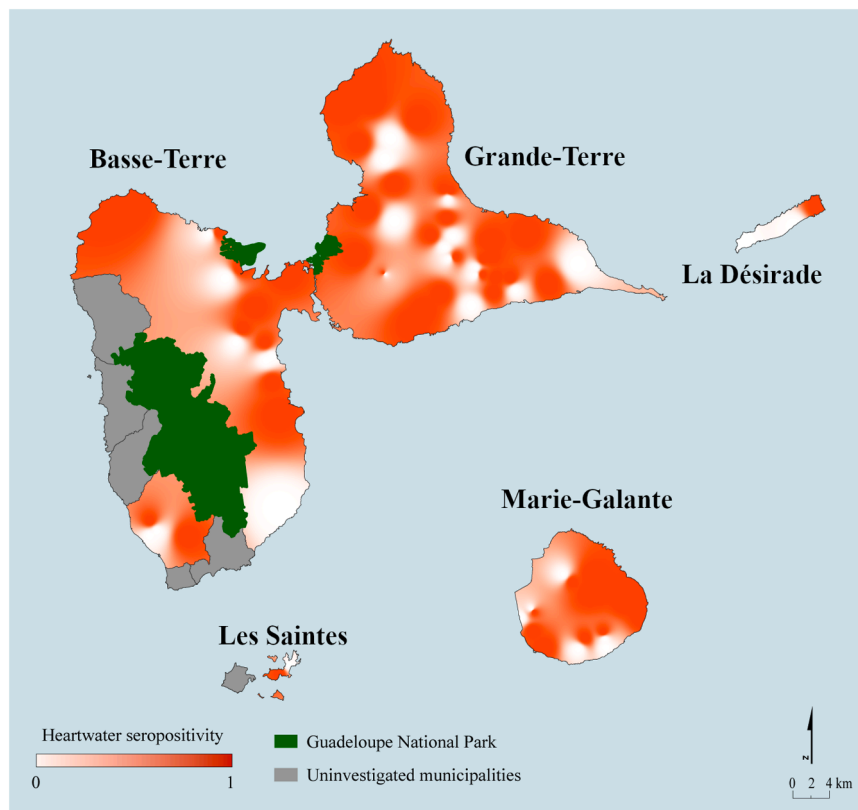 Basse-Terre
Grande-Terre
La Désirade
Marie-Galante
Les Saintes
Heartwater seropositivity
0 1
Guadeloupe National Park
Uninvestigated municipalities
N
0 2 4 km